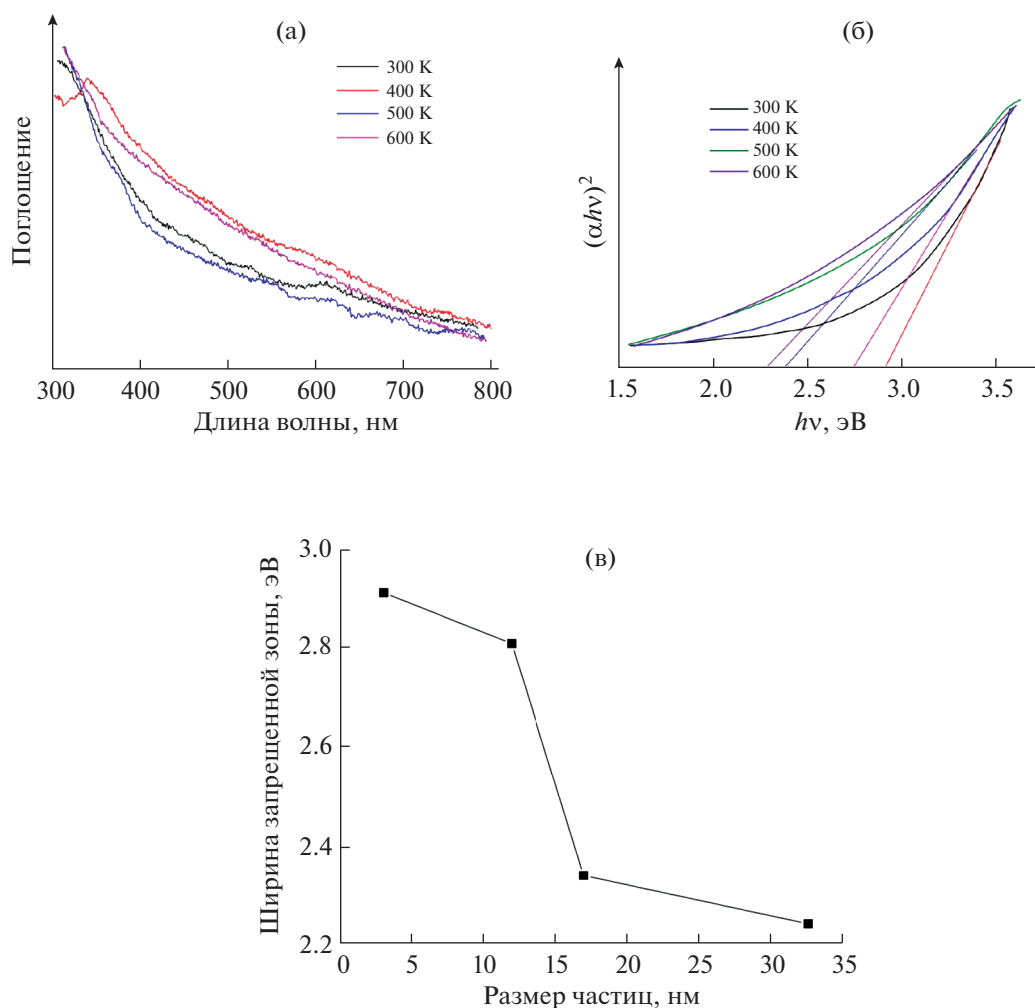 (а)
Поглощение
300 K
400 K
500 K
600 K
300 400 500 600 700 800
Длина волны, нм
(б)
(αhν)²
300 K
400 K
500 K
600 K
1.5 2.0 2.5 3.0 3.5
hν, эВ
(в)
Ширина запрещенной зоны, эВ
3.0
2.8
2.6
2.4
2.2
0 5 10 15 20 25 30 35
Размер частиц, нм